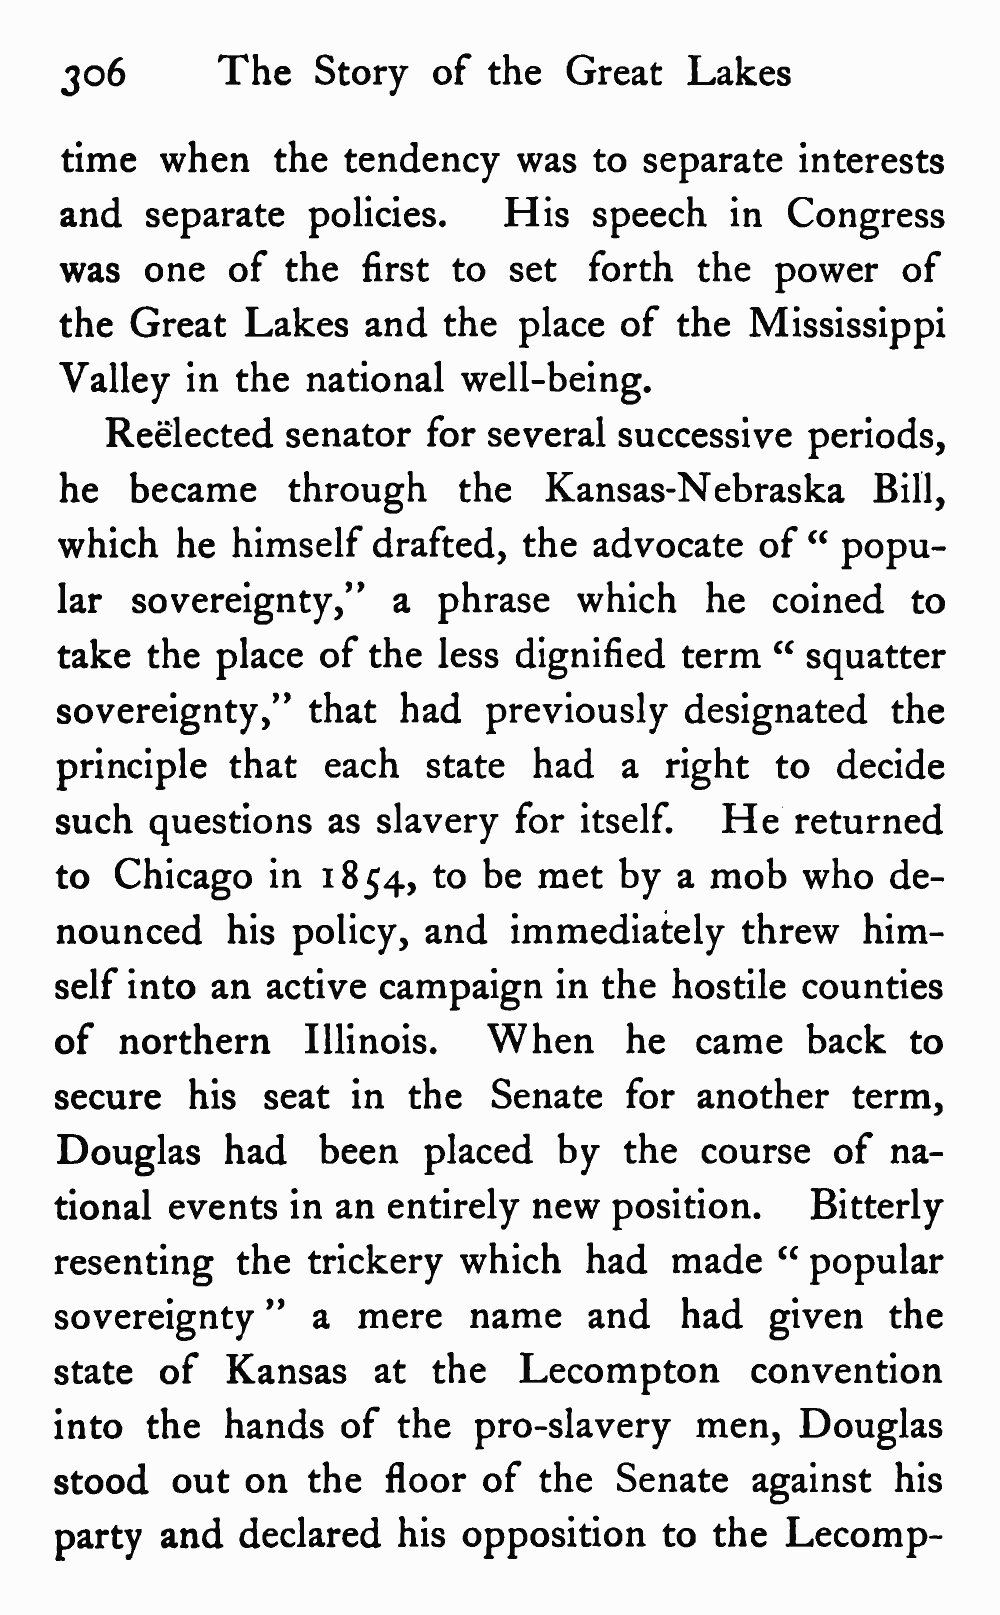 306 The Story of the Great Lakes
time when the tendency was to separate interests
and separate policies. His speech in Congress
was one of the first to set forth the power of
the Great Lakes and the place of the Mississippi
Valley in the national well-being.
Reëlected senator for several successive periods,
he became through the Kansas-Nebraska Bill,
which he himself drafted, the advocate of “ popu-
lar sovereignty,” a phrase which he coined to
take the place of the less dignified term “ squatter
sovereignty,” that had previously designated the
principle that each state had a right to decide
such questions as slavery for itself. He returned
to Chicago in 1854, to be met by a mob who de-
nounced his policy, and immediately threw him-
self into an active campaign in the hostile counties
of northern Illinois. When he came back to
secure his seat in the Senate for another term,
Douglas had been placed by the course of na-
tional events in an entirely new position. Bitterly
resenting the trickery which had made “ popular
sovereignty ” a mere name and had given the
state of Kansas at the Lecompton convention
into the hands of the pro-slavery men, Douglas
stood out on the floor of the Senate against his
party and declared his opposition to the Lecomp-